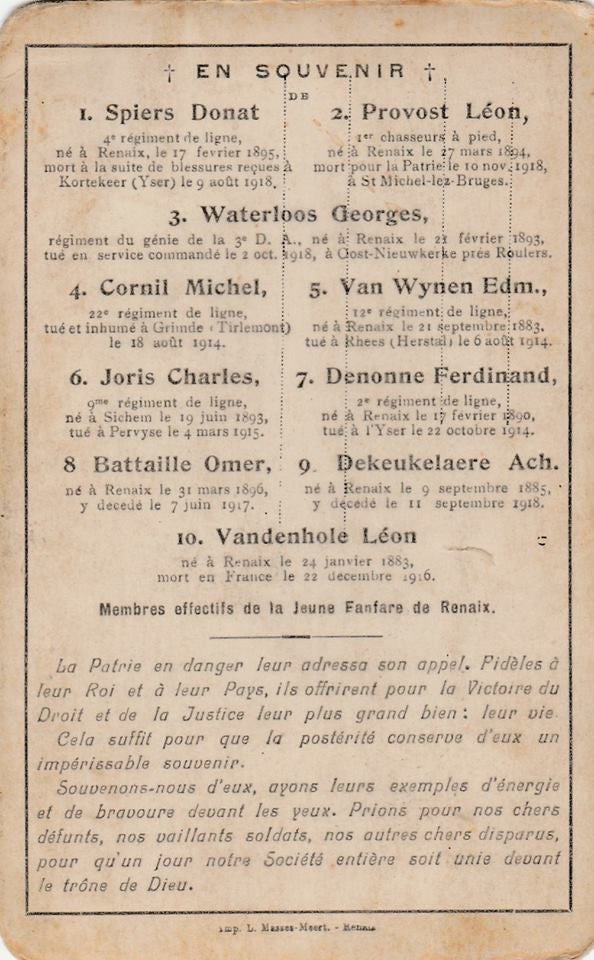 † EN SOUVENIR †
DE
1. Spiers Donat
4e régiment de ligne,
né à Renaix, le 17 fevrier 1895,
mort à la suite de blessures reçues à
Kortekeer (Yser) le 9 août 1918.
2. Provost Léon,
1er chasseurs à pied,
né à Renaix le 27 mars 1894,
mort pour la Patrie le 10 nov. 1918,
à St Michel-lez-Bruges.
3. Waterloos Georges,
régiment du génie de la 3e D. A., né à Renaix le 21 février 1893,
tué en service commandé le 2 oct. 1918, à Oost-Nieuwkerke prés Roulers.
4. Cornil Michel,
22e régiment de ligne,
tué et inhumé à Grimde (Tirlemont)
le 18 août 1914.
5. Van Wynen Edm.,
12e régiment de ligne,
né à Renaix le 21 septembre 1883,
tué à Rhees (Herstal) le 6 août 1914.
6. Joris Charles,
9me régiment de ligne,
né à Sichem le 19 juin 1893,
tué à Pervyse le 4 mars 1915.
7. Denonne Ferdinand,
2e régiment de ligne,
né à Renaix le 17 février 1890,
tué à l'Yser le 22 octobre 1914.
8 Battaille Omer,
né à Renaix le 31 mars 1896,
y decedé le 7 juin 1917.
9. Dekeukelaere Ach.
né à Renaix le 9 septembre 1885,
y décedé le 11 septembre 1918.
10. Vandenhole Léon
né à Renaix le 24 janvier 1883,
mort en France le 22 decembre 1916.
Membres effectifs de la Jeune Fanfare de Renaix.
La Patrie en danger leur adressa son appel. Fidèles à
leur Roi et à leur Pays, ils offrirent pour la Victoire du
Droit et de la Justice leur plus grand bien : leur vie.
Cela suffit pour que la postérité conserve d'eux un
impérissable souvenir.
Souvenons-nous d'eux, ayons leurs exemples d'énergie
et de bravoure devant les yeux. Prions pour nos chers
défunts, nos vaillants soldats, nos autres chers disparus,
pour qu'un jour notre Société entière soit unie devant
le trône de Dieu.
Imp. L. Masses-Meert. - Renaix